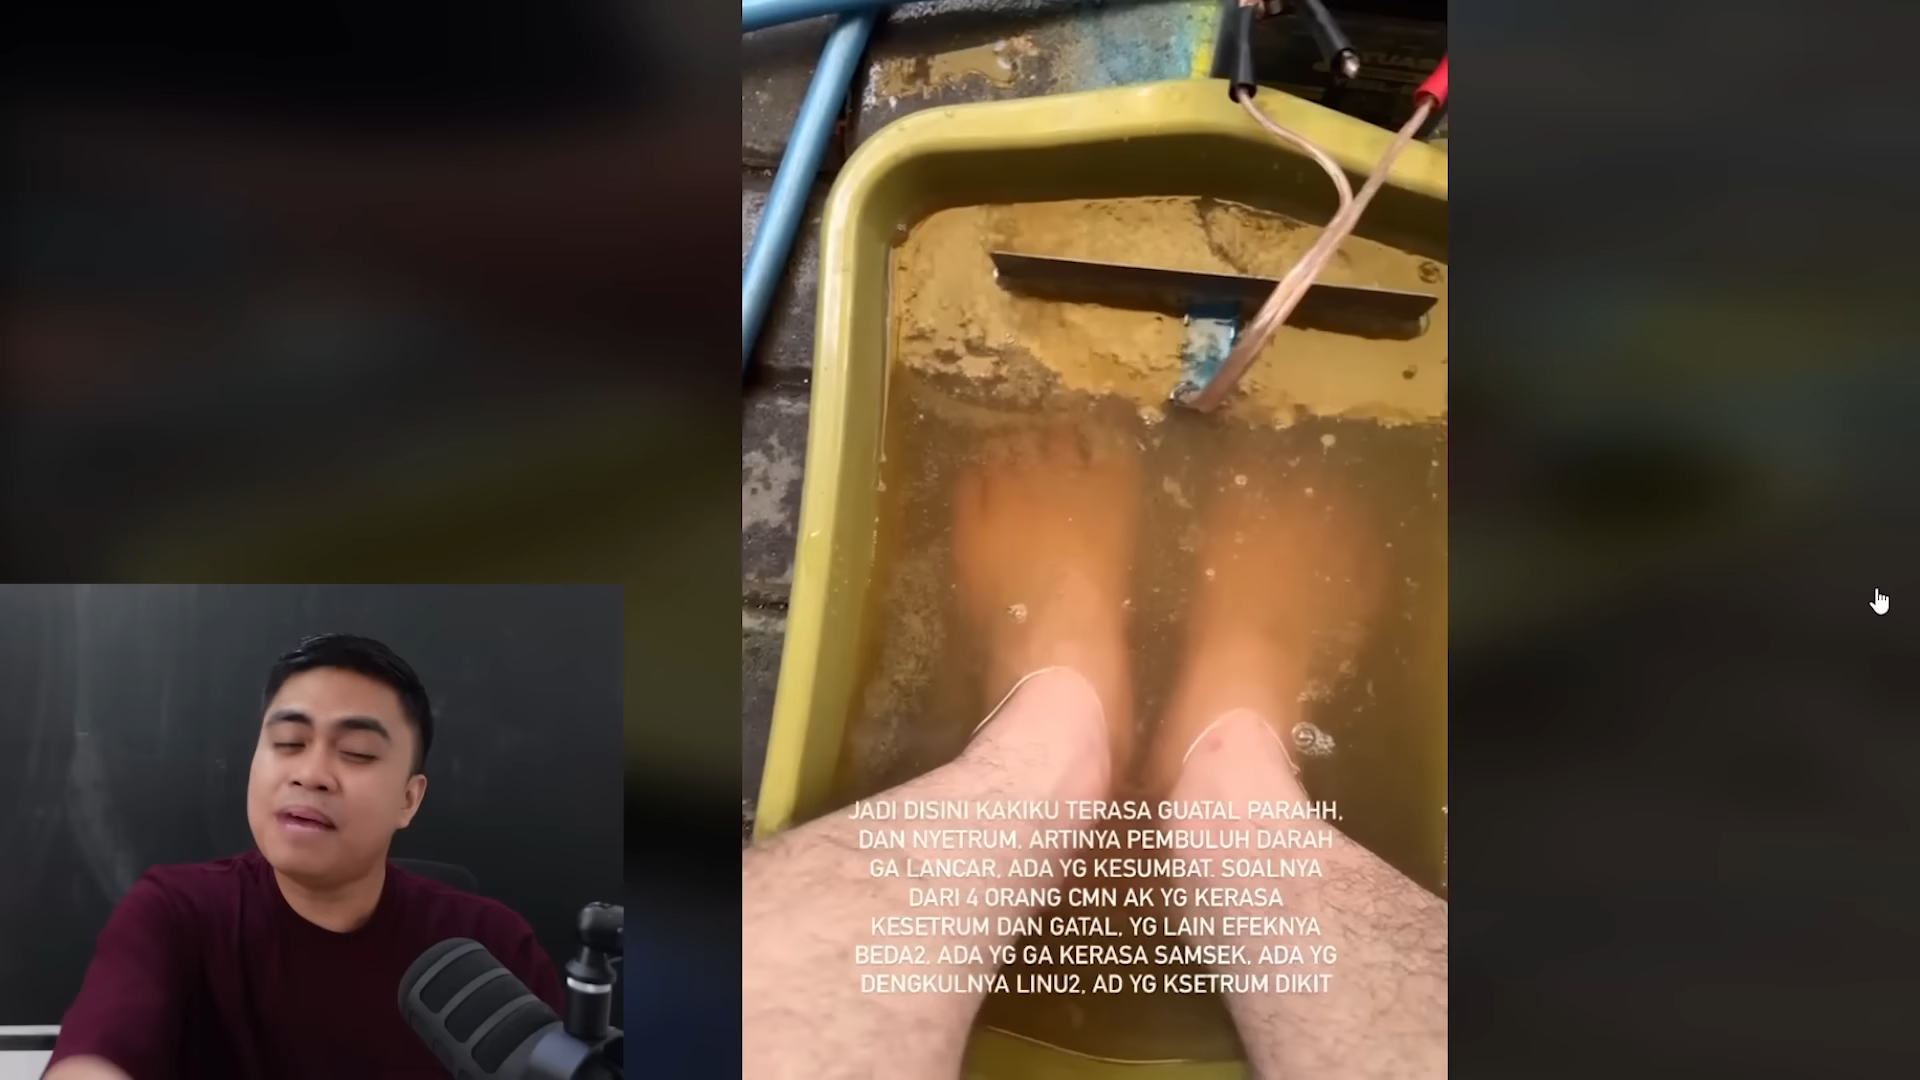 JADI DISINI KAKIKU TERASA GUATAL PARAHH,
DAN NYETRUM. ARTINYA PEMBULUH DARAH
GA LANCAR, ADA YG KESUMBAT. SOALNYA
DARI 4 ORANG CMN AK YG KERASA
KESETRUM DAN GATAL, YG LAIN EFEKNYA
BEDA2. ADA YG GA KERASA SAMSEK, ADA YG
DENGKULNYA LINU2, AD YG KSETRUM DIKIT